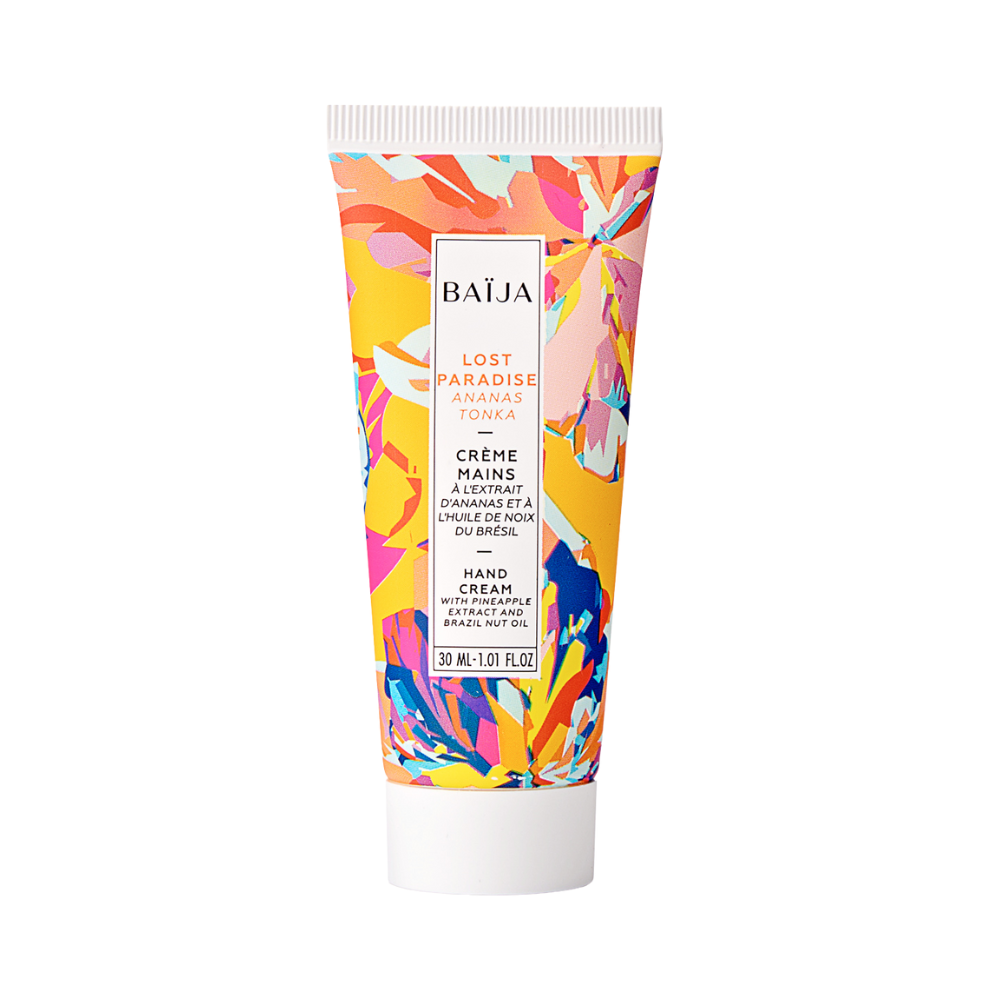 BAÏJA
LOST
PARADISE
ANANAS
TONKA
—
CRÈME
MAINS
À L'EXTRAIT
D'ANANAS ET À
L'HUILE DE NOIX
DU BRÉSIL
—
HAND
CREAM
WITH PINEAPPLE
EXTRACT AND
BRAZIL NUT OIL
30 ML-1.01 FL.OZ